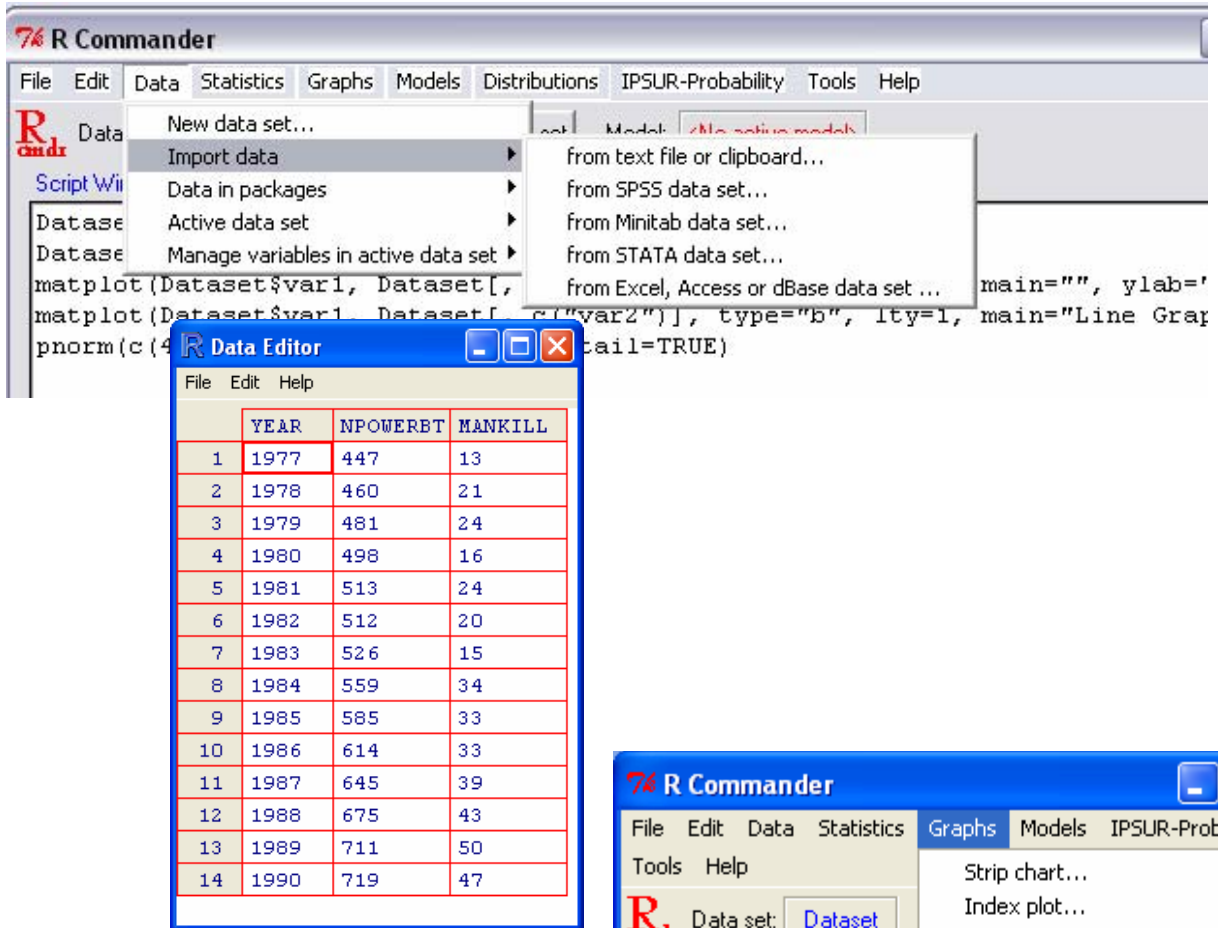 R Commander
File Edit Data Statistics Graphs Models Distributions IPSUR-Probability Tools Help
Rcmdr Data Model: <No active model>
New data set...
Import data
Data in packages
Active data set
Manage variables in active data set
from text file or clipboard...
from SPSS data set...
from Minitab data set...
from STATA data set...
from Excel, Access or dBase data set ...
Script Wi
Datase
Datase
matplot(Dataset$var1, Dataset[, main="", ylab="
matplot(Dataset$var1, Dataset[, c("var2")], type="b", lty=1, main="Line Grap
pnorm(c(4 tail=TRUE)
Data Editor
File Edit Help
YEAR NPOWERBT MANKILL
1 1977 447 13
2 1978 460 21
3 1979 481 24
4 1980 498 16
5 1981 513 24
6 1982 512 20
7 1983 526 15
8 1984 559 34
9 1985 585 33
10 1986 614 33
11 1987 645 39
12 1988 675 43
13 1989 711 50
14 1990 719 47
R Commander
File Edit Data Statistics Graphs Models IPSUR-Prob
Tools Help
Strip chart...
Index plot...
R Data set: Dataset